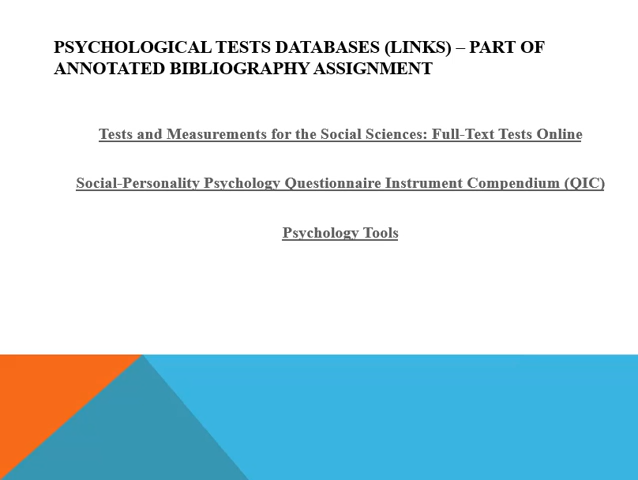 PSYCHOLOGICAL TESTS DATABASES (LINKS) – PART OF
ANNOTATED BIBLIOGRAPHY ASSIGNMENT
Tests and Measurements for the Social Sciences: Full-Text Tests Online
Social-Personality Psychology Questionnaire Instrument Compendium (QIC)
Psychology Tools